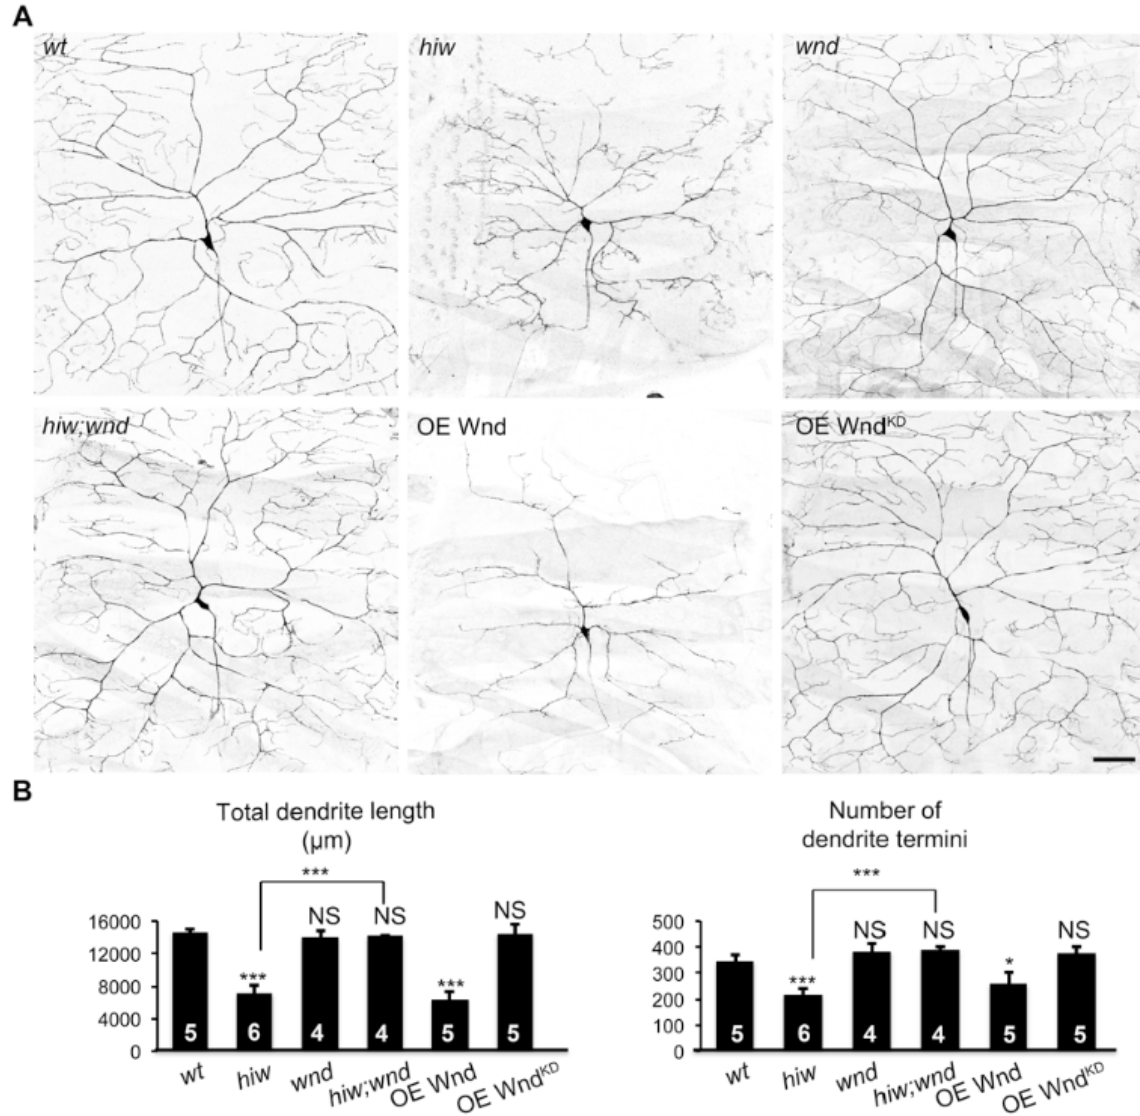 A
wt
hiw
wnd
hiw;wnd
OE Wnd
OE Wnd^KD
B
Total dendrite length
(µm)
***
NS
NS
NS
16000
12000
8000
4000
0
***
***
5
6
4
4
5
5
wt
hiw
wnd
hiw;wnd
OE Wnd
OE Wnd^KD
Number of
dendrite termini
***
NS
NS
NS
500
400
300
200
100
0
***
*
5
6
4
4
5
5
wt
hiw
wnd
hiw;wnd
OE Wnd
OE Wnd^KD